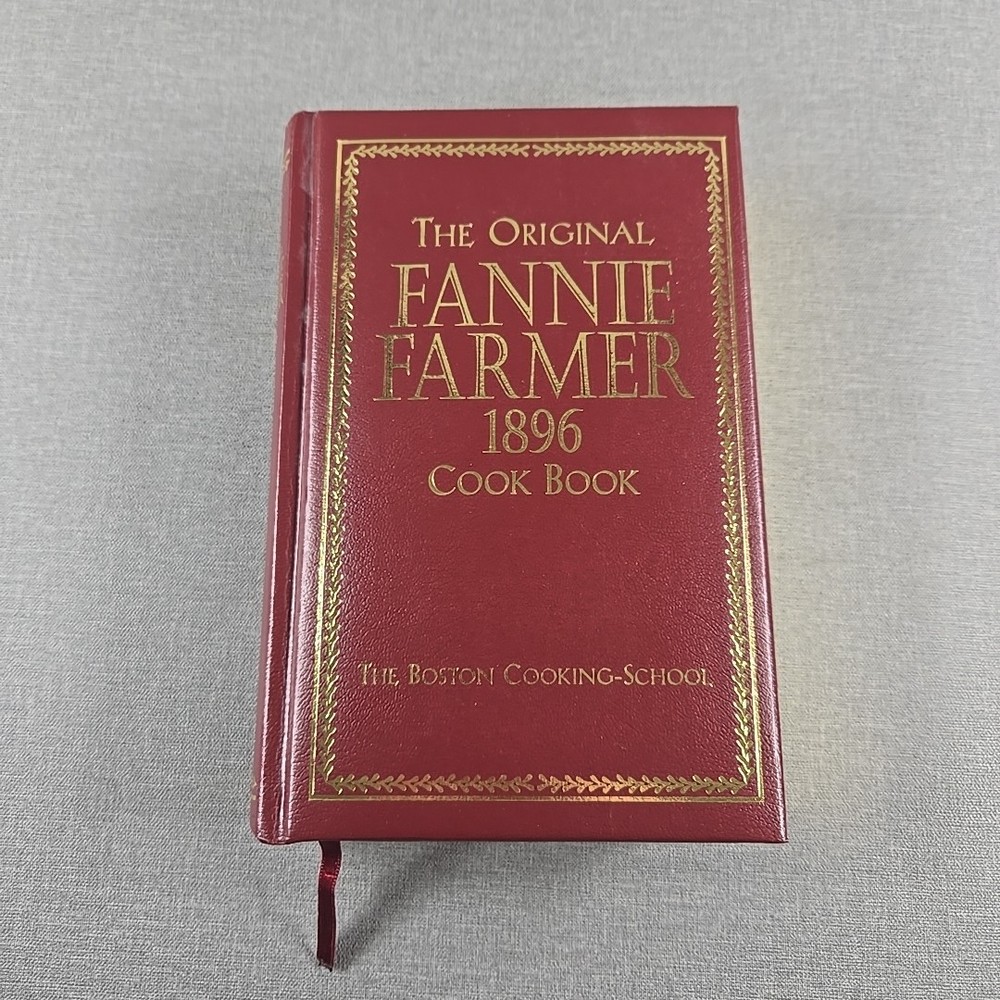 The Original
FANNIE
FARMER
1896
Cook Book
The Boston Cooking-School